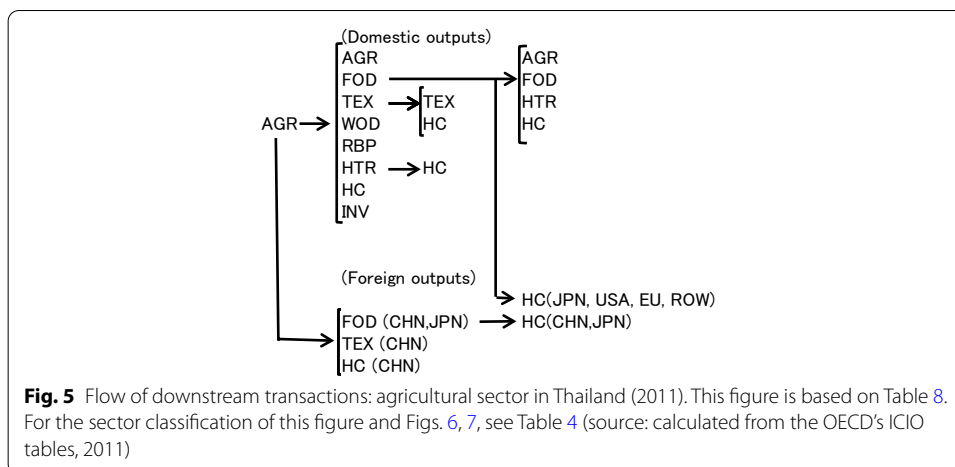 (Domestic outputs)
AGR
FOD
TEX
WOD
RBP
HTR
HC
INV
AGR
TEX
HC
HC
AGR
FOD
HTR
HC
(Foreign outputs)
HC(JPN, USA, EU, ROW)
FOD (CHN,JPN)
HC(CHN,JPN)
TEX (CHN)
HC (CHN)
Fig. 5 Flow of downstream transactions: agricultural sector in Thailand (2011). This figure is based on Table 8.
For the sector classification of this figure and Figs. 6, 7, see Table 4 (source: calculated from the OECD's ICIO
tables, 2011)